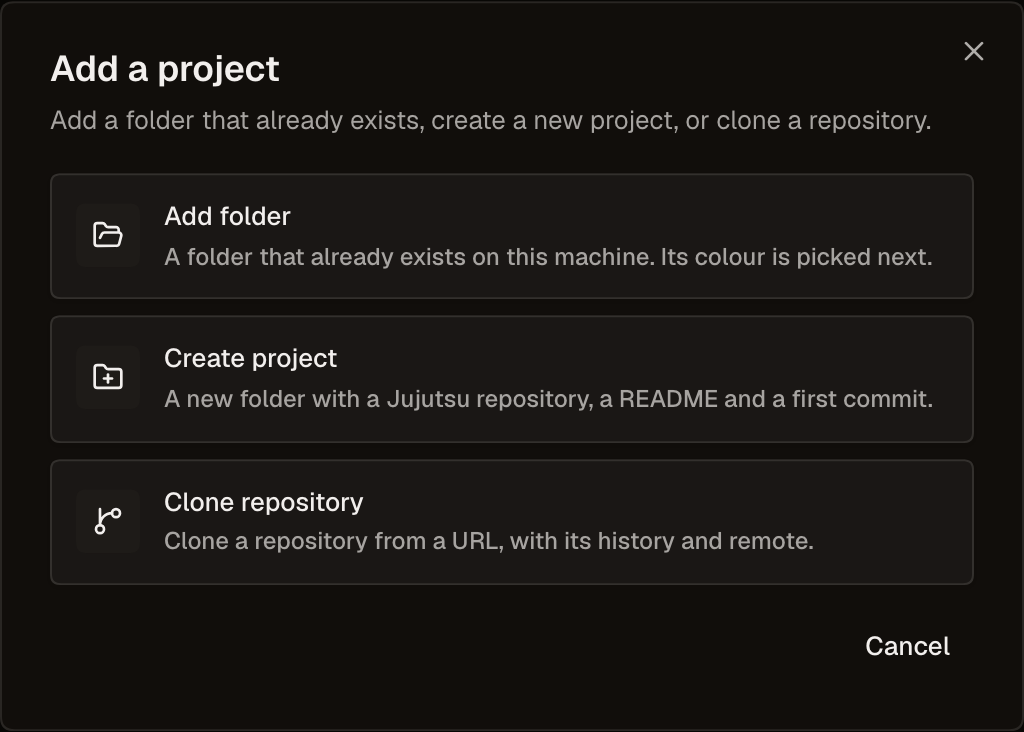 Add a project
Add a folder that already exists, create a new project, or clone a repository.
Add folder
A folder that already exists on this machine. Its colour is picked next.
Create project
A new folder with a Jujutsu repository, a README and a first commit.
Clone repository
Clone a repository from a URL, with its history and remote.
Cancel